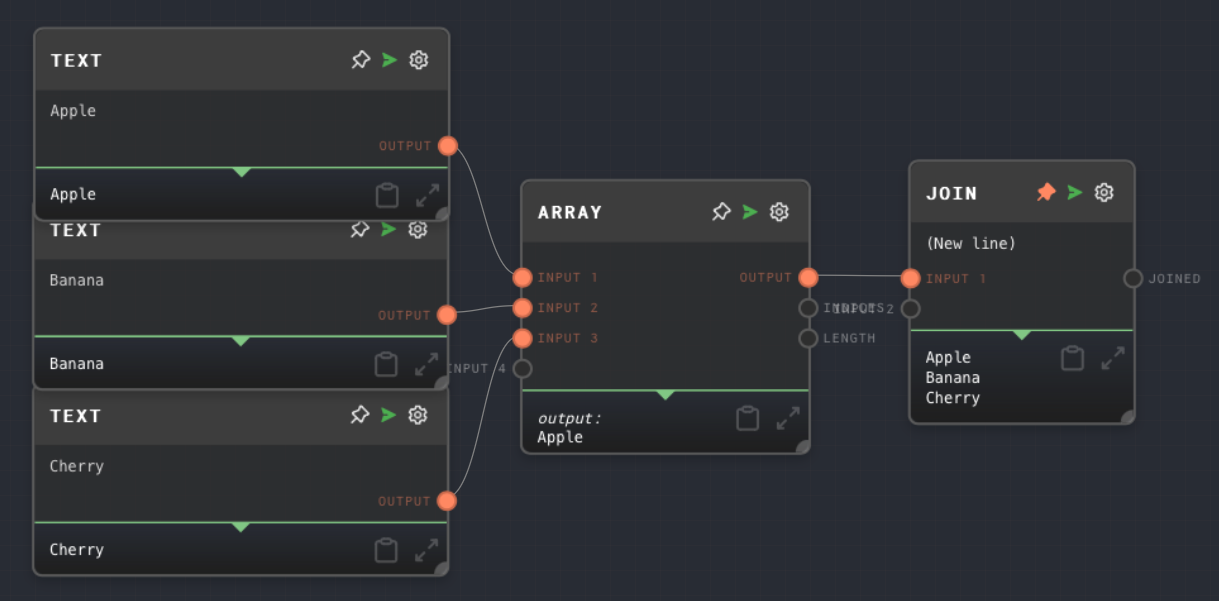 TEXT
Apple
OUTPUT
Apple
TEXT
Banana
OUTPUT
Banana
TEXT
Cherry
OUTPUT
Cherry
ARRAY
INPUT 1
OUTPUT
INPUT 2
INPUT 3
LENGTH
INPUT 4
output:
Apple
JOIN
(New line)
INPUT 1
JOINED
INPUT 2
Apple
Banana
Cherry